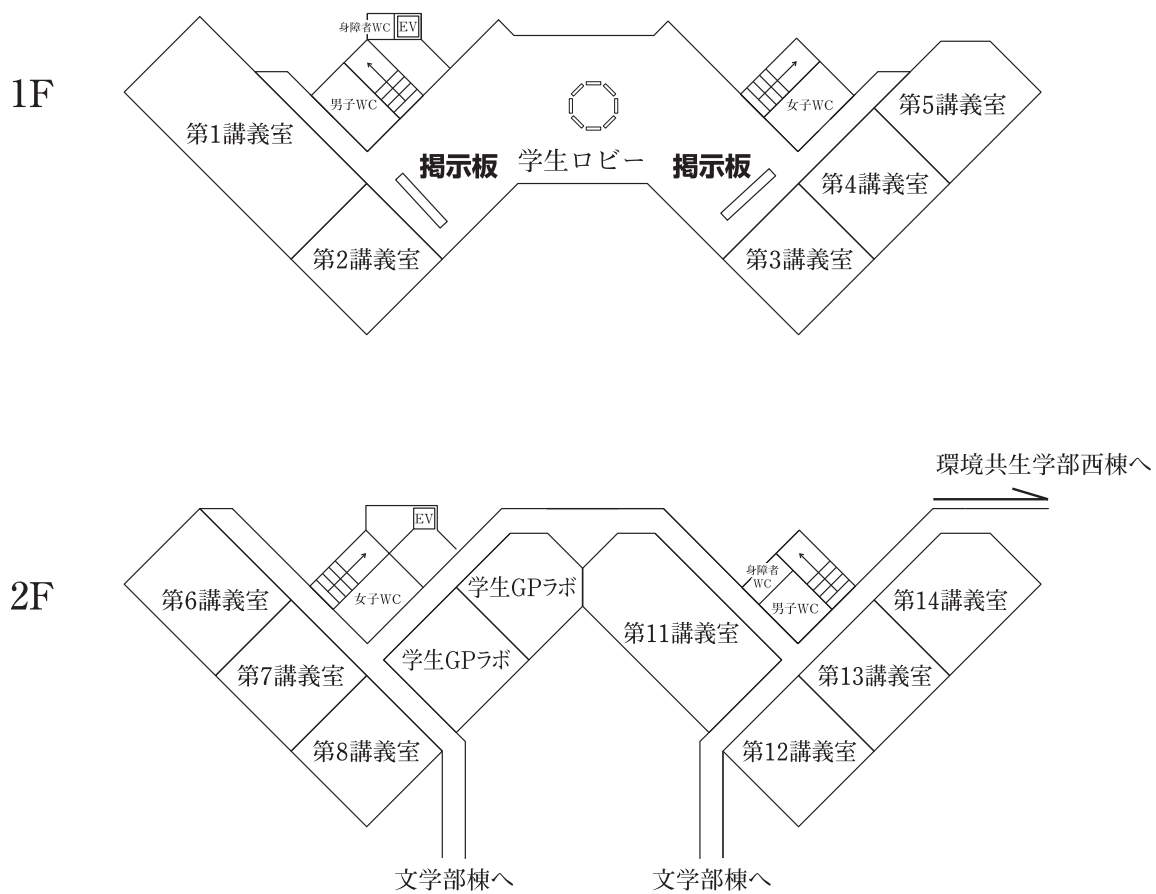 1F
身障者WC
EV
男子WC
女子WC
第1講義室
第5講義室
掲示板
学生ロビー
掲示板
第4講義室
第2講義室
第3講義室
環境共生学部西棟へ
2F
EV
身障者
WC
女子WC
男子WC
第6講義室
学生GPラボ
第14講義室
第11講義室
第7講義室
学生GPラボ
第13講義室
第8講義室
第12講義室
文学部棟へ
文学部棟へ